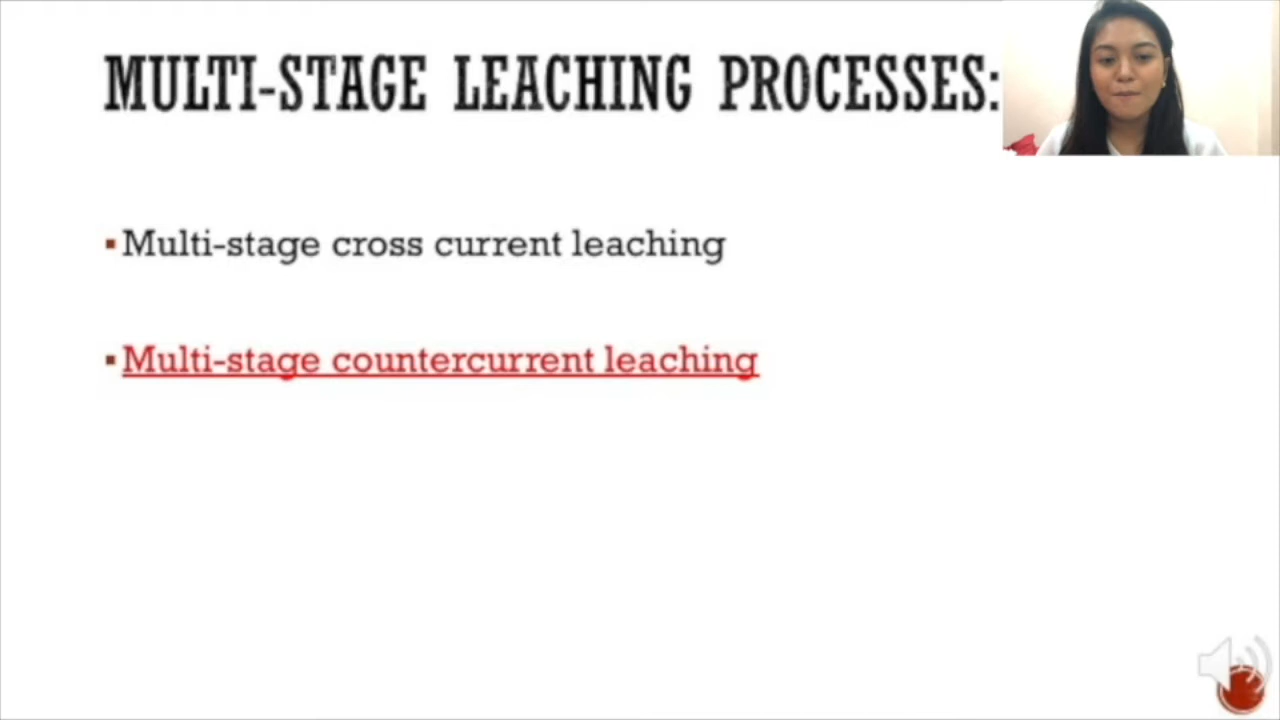 MULTI-STAGE LEACHING PROCESSES:
▪Multi-stage cross current leaching
▪Multi-stage countercurrent leaching